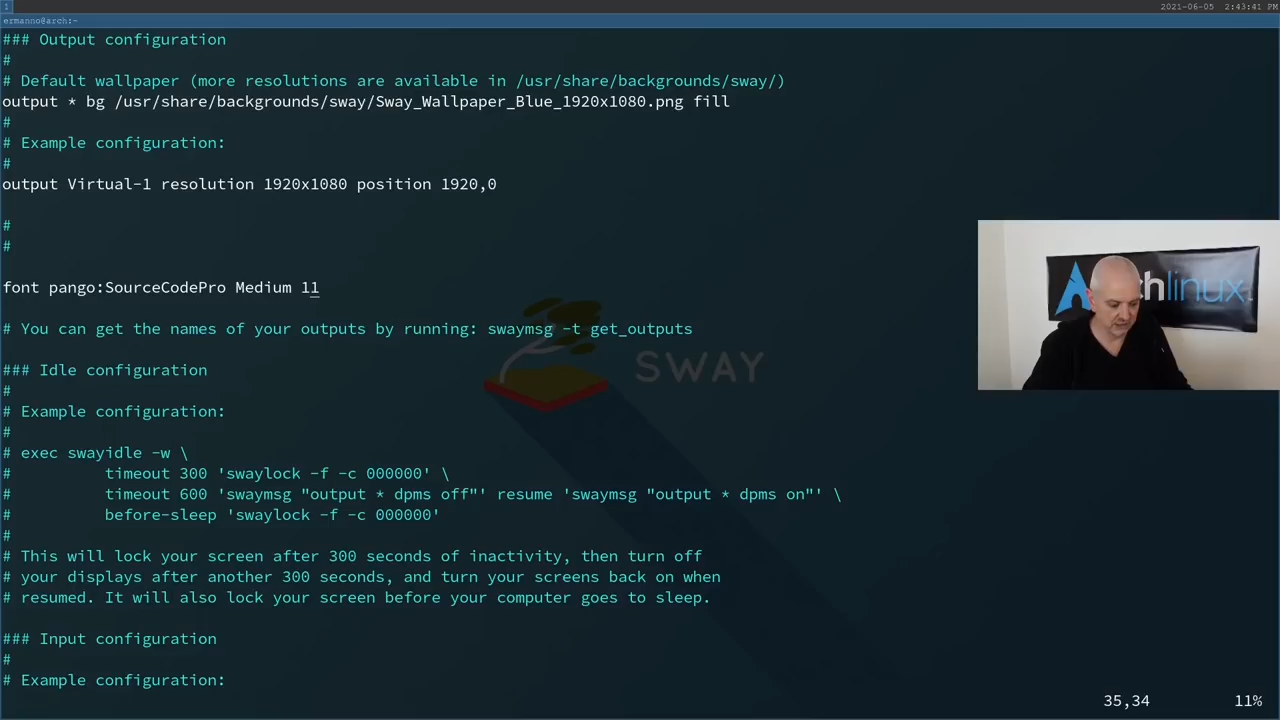 1
2021-06-05 2:43:41 PM
ermanno@arch:~
### Output configuration
#
# Default wallpaper (more resolutions are available in /usr/share/backgrounds/sway/)
output * bg /usr/share/backgrounds/sway/Sway_Wallpaper_Blue_1920x1080.png fill
#
# Example configuration:
#
output Virtual-1 resolution 1920x1080 position 1920,0
#
#
font pango:SourceCodePro Medium 11
# You can get the names of your outputs by running: swaymsg -t get_outputs
### Idle configuration
#
# Example configuration:
#
# exec swayidle -w \
#          timeout 300 'swaylock -f -c 000000' \
#          timeout 600 'swaymsg "output * dpms off"' resume 'swaymsg "output * dpms on"' \
#          before-sleep 'swaylock -f -c 000000'
#
# This will lock your screen after 300 seconds of inactivity, then turn off
# your displays after another 300 seconds, and turn your screens back on when
# resumed. It will also lock your screen before your computer goes to sleep.
### Input configuration
#
# Example configuration:
35,34 11%
SWAY
ch linux